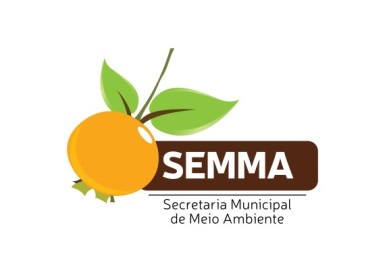 SEMMA
Secretaria Municipal
de Meio Ambiente